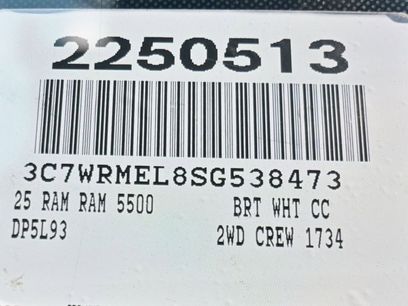 2250513
3C7WRMEL8SG538473
25 RAM RAM 5500 BRT WHT CC
DP5L93 2WD CREW 1734